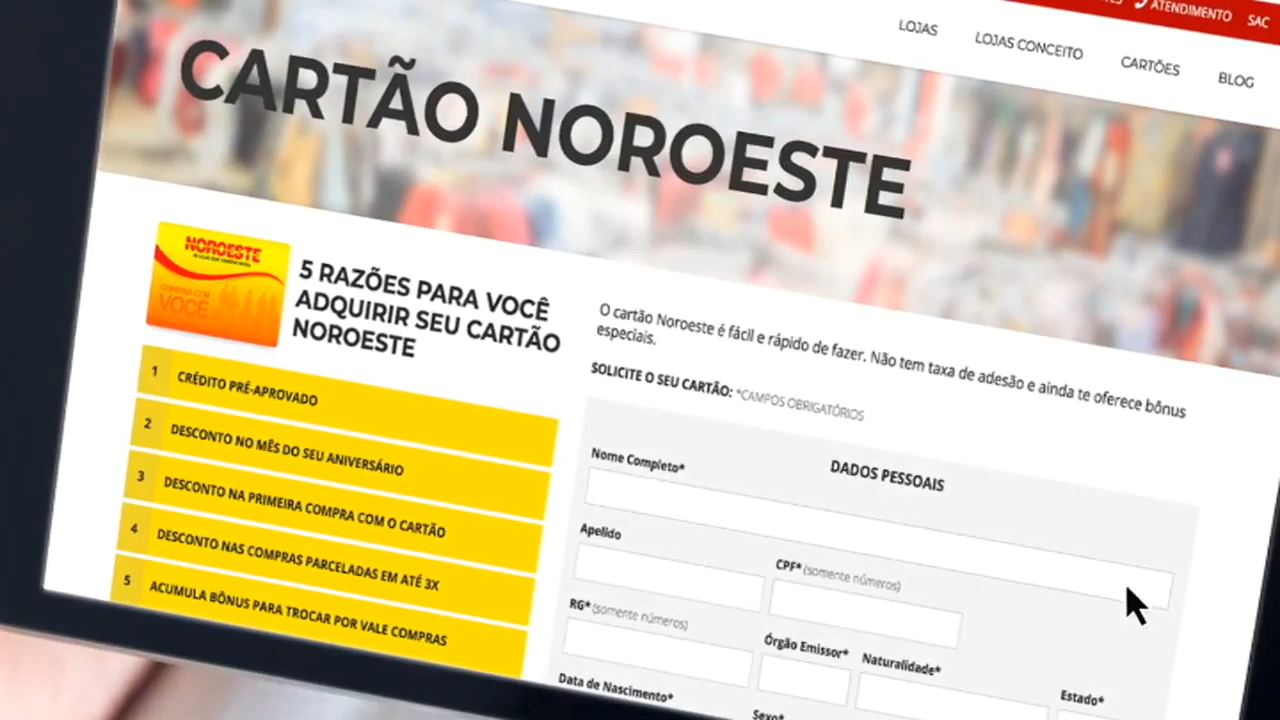 ATENDIMENTO
SAC
LOJAS
LOJAS CONCEITO
CARTÕES
BLOG
CARTÃO NOROESTE
NOROESTE
COMPRA COM
VOCÊ
5 RAZÕES PARA VOCÊ
ADQUIRIR SEU CARTÃO
NOROESTE
1 CRÉDITO PRÉ-APROVADO
2 DESCONTO NO MÊS DO SEU ANIVERSÁRIO
3 DESCONTO NA PRIMEIRA COMPRA COM O CARTÃO
4 DESCONTO NAS COMPRAS PARCELADAS EM ATÉ 3X
5 ACUMULA BÔNUS PARA TROCAR POR VALE COMPRAS
O cartão Noroeste é fácil e rápido de fazer. Não tem taxa de adesão e ainda te oferece bônus
especiais.
SOLICITE O SEU CARTÃO: *CAMPOS OBRIGATÓRIOS
DADOS PESSOAIS
Nome Completo*
Apelido
CPF* (somente números)
RG* (somente números)
Órgão Emissor*
Naturalidade*
Estado*
Data de Nascimento*
Sexo*